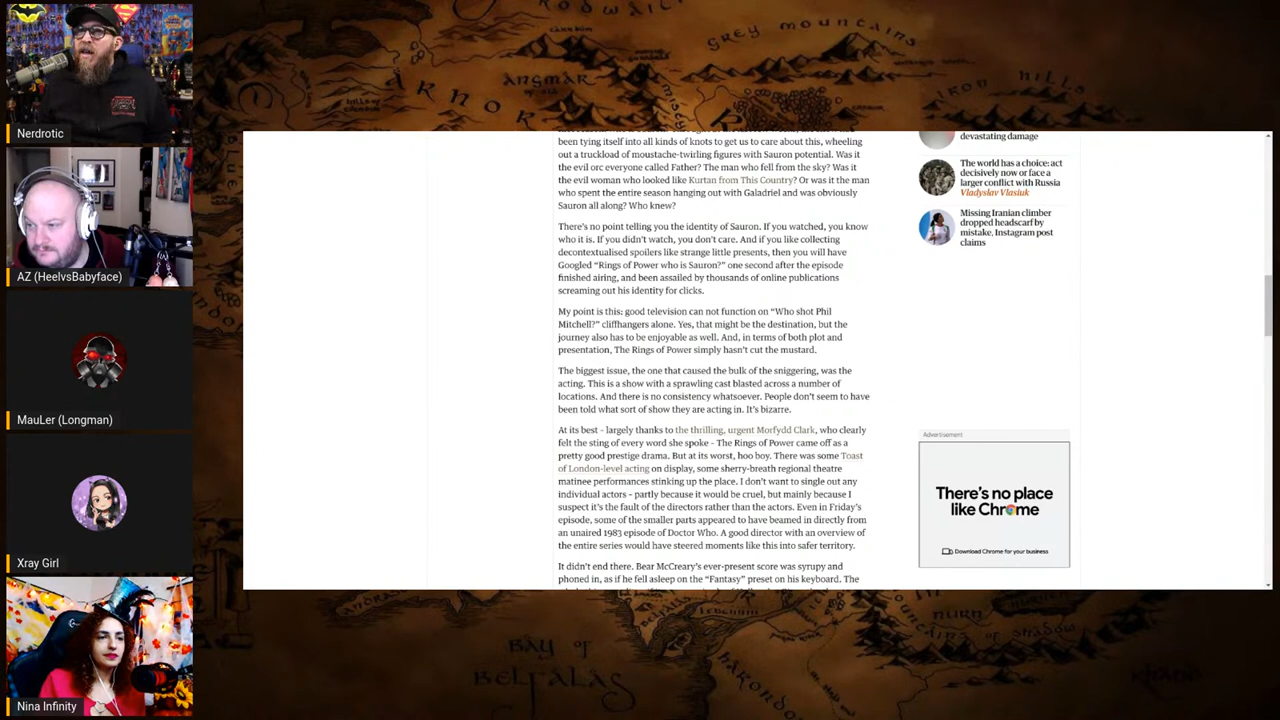 GREY MOUNTAINS
ANGMAR
ARNOR
IRON HILLS
Nerdrotic
AZ (HeelvsBabyface)
MauLer (Longman)
Xray Girl
Nina Infinity
been tying itself into all kinds of knots to get us to care about this, wheeling
out a truckload of moustache-twirling figures with Sauron potential. Was it
the evil orc everyone called Father? The man who fell from the sky? Was it
the evil woman who looked like Kurtan from This Country? Or was it the man
who spent the entire season hanging out with Galadriel and was obviously
Sauron all along? Who knew?
There's no point telling you the identity of Sauron. If you watched, you know
who it is. If you didn't watch, you don't care. And if you like collecting
decontextualised spoilers like strange little presents, then you will have
Googled “Rings of Power who is Sauron?” one second after the episode
finished airing, and been assailed by thousands of online publications
screaming out his identity for clicks.
My point is this: good television can not function on “Who shot Phil
Mitchell?” cliffhangers alone. Yes, that might be the destination, but the
journey also has to be enjoyable as well. And, in terms of both plot and
presentation, The Rings of Power simply hasn't cut the mustard.
The biggest issue, the one that caused the bulk of the sniggering, was the
acting. This is a show with a sprawling cast blasted across a number of
locations. And there is no consistency whatsoever. People don't seem to have
been told what sort of show they are acting in. It's bizarre.
At its best – largely thanks to the thrilling, urgent Morfydd Clark, who clearly
felt the sting of every word she spoke – The Rings of Power came off as a
pretty good prestige drama. But at its worst, hoo boy. There was some Toast
of London-level acting on display, some sherry-breath regional theatre
matinee performances stinking up the place. I don't want to single out any
individual actors – partly because it would be cruel, but mainly because I
suspect it's the fault of the directors rather than the actors. Even in Friday's
episode, some of the smaller parts appeared to have beamed in directly from
an unaired 1983 episode of Doctor Who. A good director with an overview of
the entire series would have steered moments like this into safer territory.
It didn't end there. Bear McCreary's ever-present score was syrupy and
phoned in, as if he fell asleep on the “Fantasy” preset on his keyboard. The
devastating damage
The world has a choice: act
decisively now or face a
larger conflict with Russia
Vladyslav Vlasiuk
Missing Iranian climber
dropped headscarf by
mistake, Instagram post
claims
Advertisement
There's no place
like Chrome
Download Chrome for your business
BAY OF
BELFALAS
KHAND